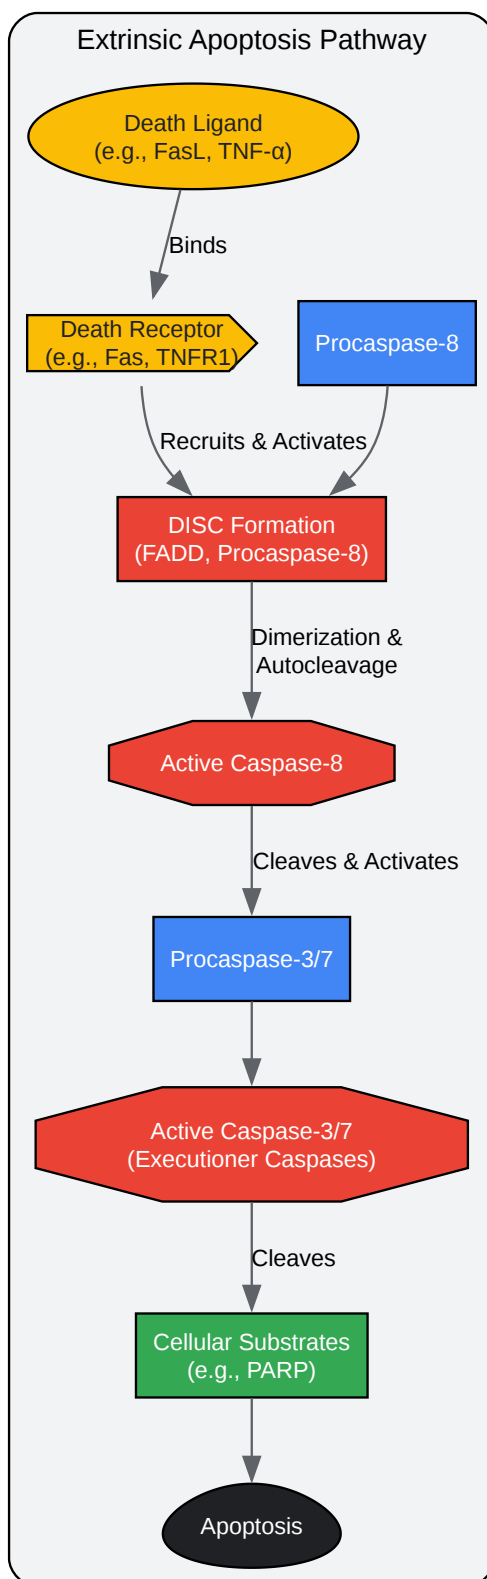 Extrinsic Apoptosis Pathway
Death Ligand
(e.g., FasL, TNF-α)
Binds
Death Receptor
(e.g., Fas, TNFR1)
Procaspase-8
Recruits & Activates
DISC Formation
(FADD, Procaspase-8)
Dimerization &
Autocleavage
Active Caspase-8
Cleaves & Activates
Procaspase-3/7
Active Caspase-3/7
(Executioner Caspases)
Cleaves
Cellular Substrates
(e.g., PARP)
Apoptosis